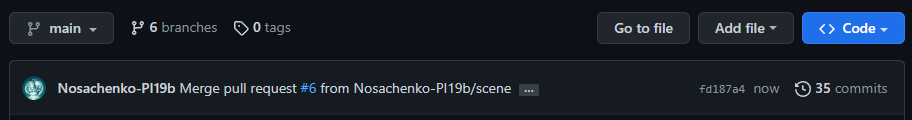 main 6 branches 0 tags Go to file Add file Code
Nosachenko-PI19b Merge pull request #6 from Nosachenko-PI19b/scene ... fd187a4 now 35 commits